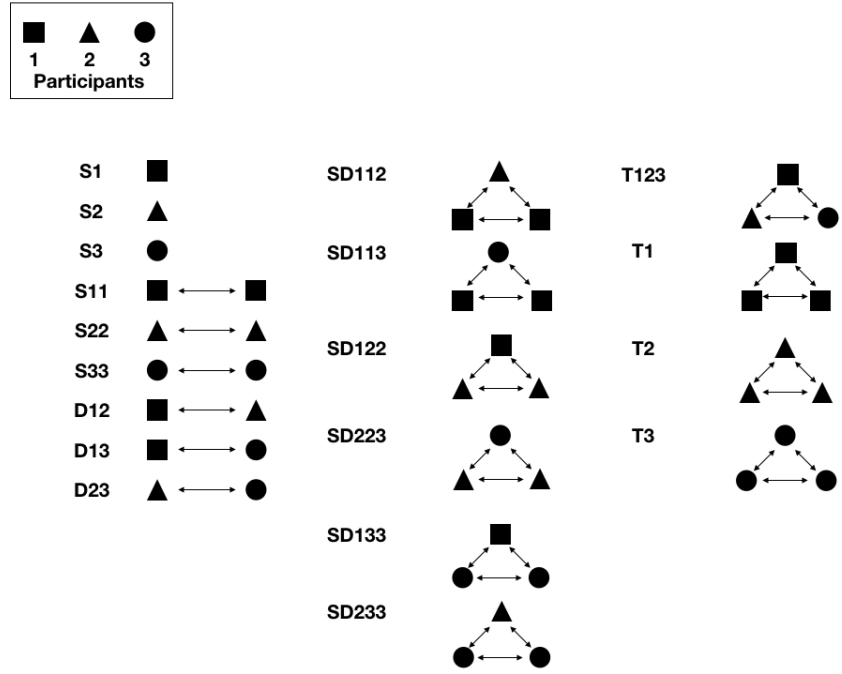 1 2 3
Participants
S1
S2
S3
S11
S22
S33
D12
D13
D23
SD112
SD113
SD122
SD223
SD133
SD233
T123
T1
T2
T3